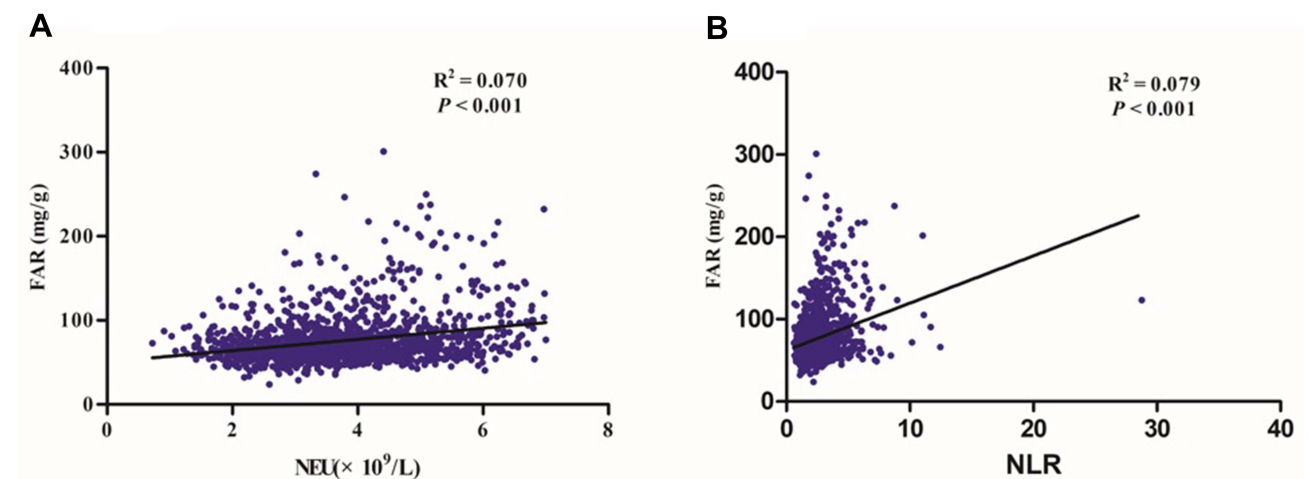 A
400
300
200
100
0
FAR (mg/g)
R² = 0.070
P < 0.001
0 2 4 6 8
NEU(× 10⁹/L)
B
400
300
200
100
0
FAR (mg/g)
R² = 0.079
P < 0.001
0 10 20 30 40
NLR